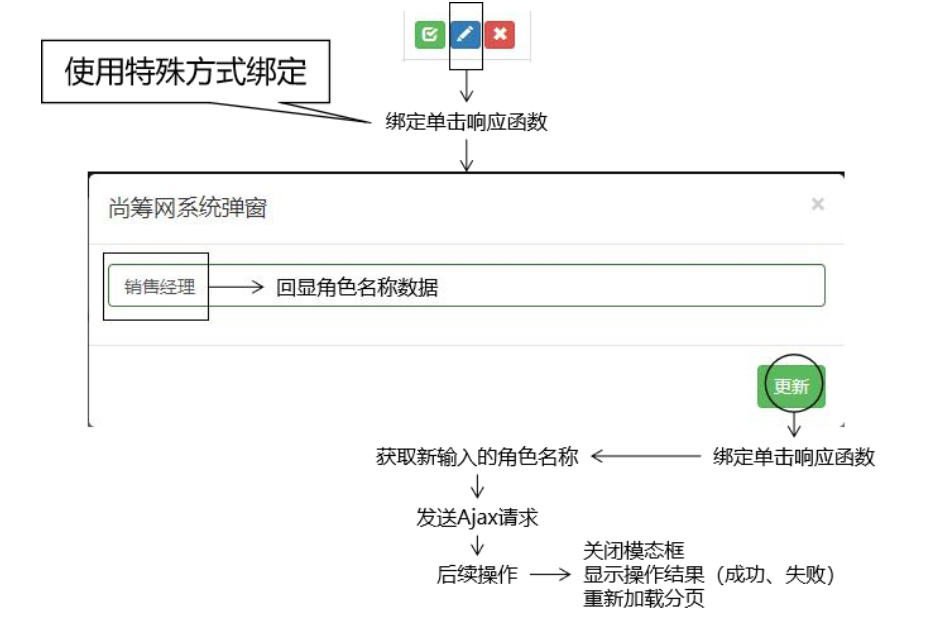 使用特殊方式绑定
绑定单击响应函数
尚筹网系统弹窗
×
销售经理
回显角色名称数据
更新
获取新输入的角色名称
绑定单击响应函数
发送Ajax请求
后续操作
关闭模态框
显示操作结果（成功、失败）
重新加载分页